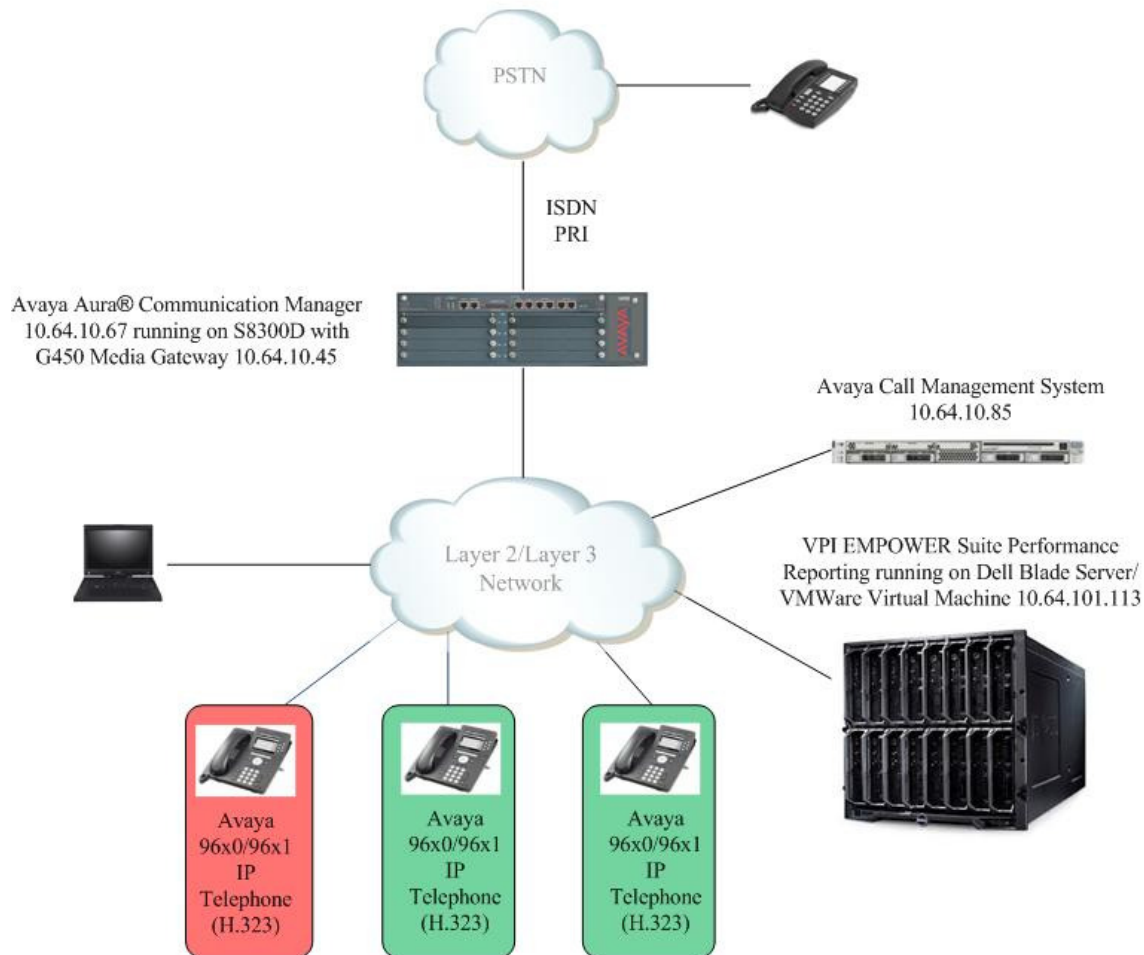 PSTN
ISDN
PRI
Avaya Aura® Communication Manager
10.64.10.67 running on S8300D with
G450 Media Gateway 10.64.10.45
AVAYA
Avaya Call Management System
10.64.10.85
Layer 2/Layer 3
Network
VPI EMPOWER Suite Performance
Reporting running on Dell Blade Server/
VMWare Virtual Machine 10.64.101.113
Avaya
96x0/96x1
IP
Telephone
(H.323)
Avaya
96x0/96x1
IP
Telephone
(H.323)
Avaya
96x0/96x1
IP
Telephone
(H.323)